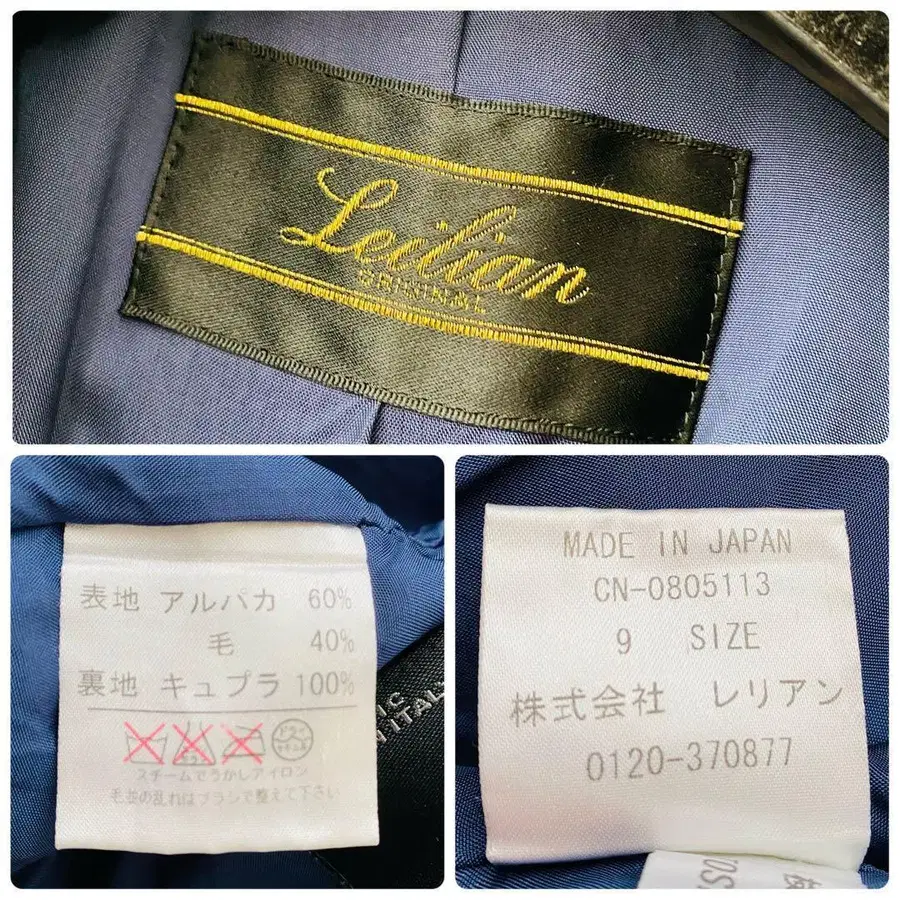 Lecilian
ORIGINAL
表地 アルパカ 60%
毛 40%
裏地 キュプラ 100%
スチームでうかしアイロン
毛並の乱れはブラシで整えて下さい
IC
N ITAL
MADE IN JAPAN
CN-0805113
9 SIZE
株式会社 レリアン
0120-370877